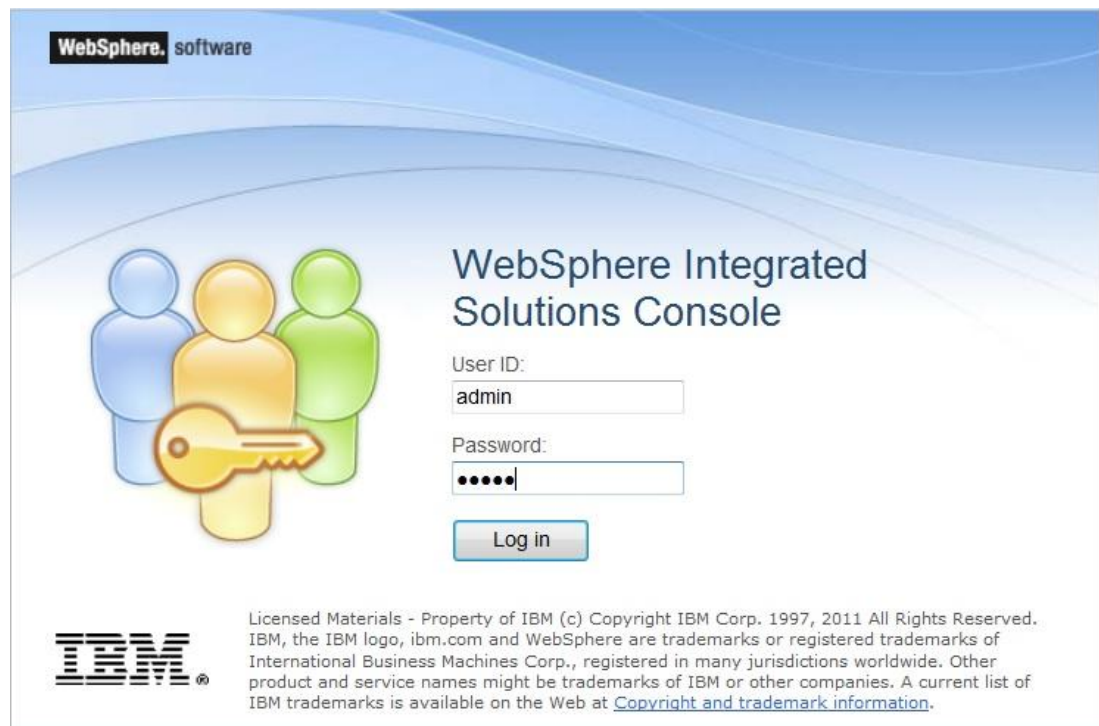 WebSphere. software
WebSphere Integrated
Solutions Console
User ID:
admin
Password:
•••••
Log in
Licensed Materials - Property of IBM (c) Copyright IBM Corp. 1997, 2011 All Rights Reserved.
IBM, the IBM logo, ibm.com and WebSphere are trademarks or registered trademarks of
International Business Machines Corp., registered in many jurisdictions worldwide. Other
product and service names might be trademarks of IBM or other companies. A current list of
IBM trademarks is available on the Web at Copyright and trademark information.
IBM®